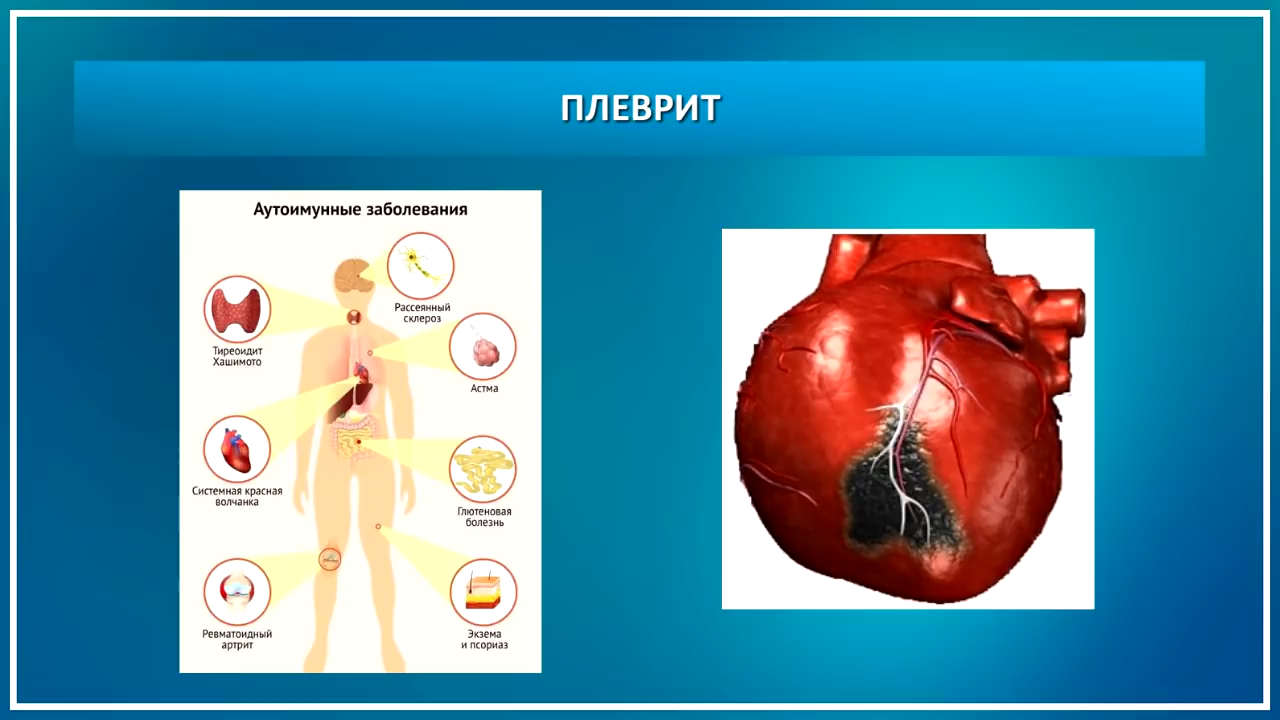 ПЛЕВРИТ
Аутоимунные заболевания
Рассеянный
склероз
Тиреоидит
Хашимото
Астма
Системная красная
волчанка
Глютеновая
болезнь
Ревматоидный
артрит
Экзема
и псориаз